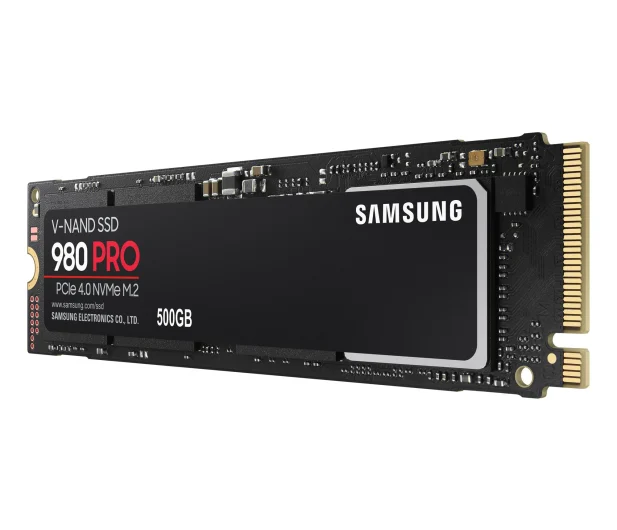 SAMSUNG
V-NAND SSD
980 PRO
PCIe 4.0 NVMe M.2
www.samsung.com/ssd
SAMSUNG ELECTRONICS CO., LTD.
500GB